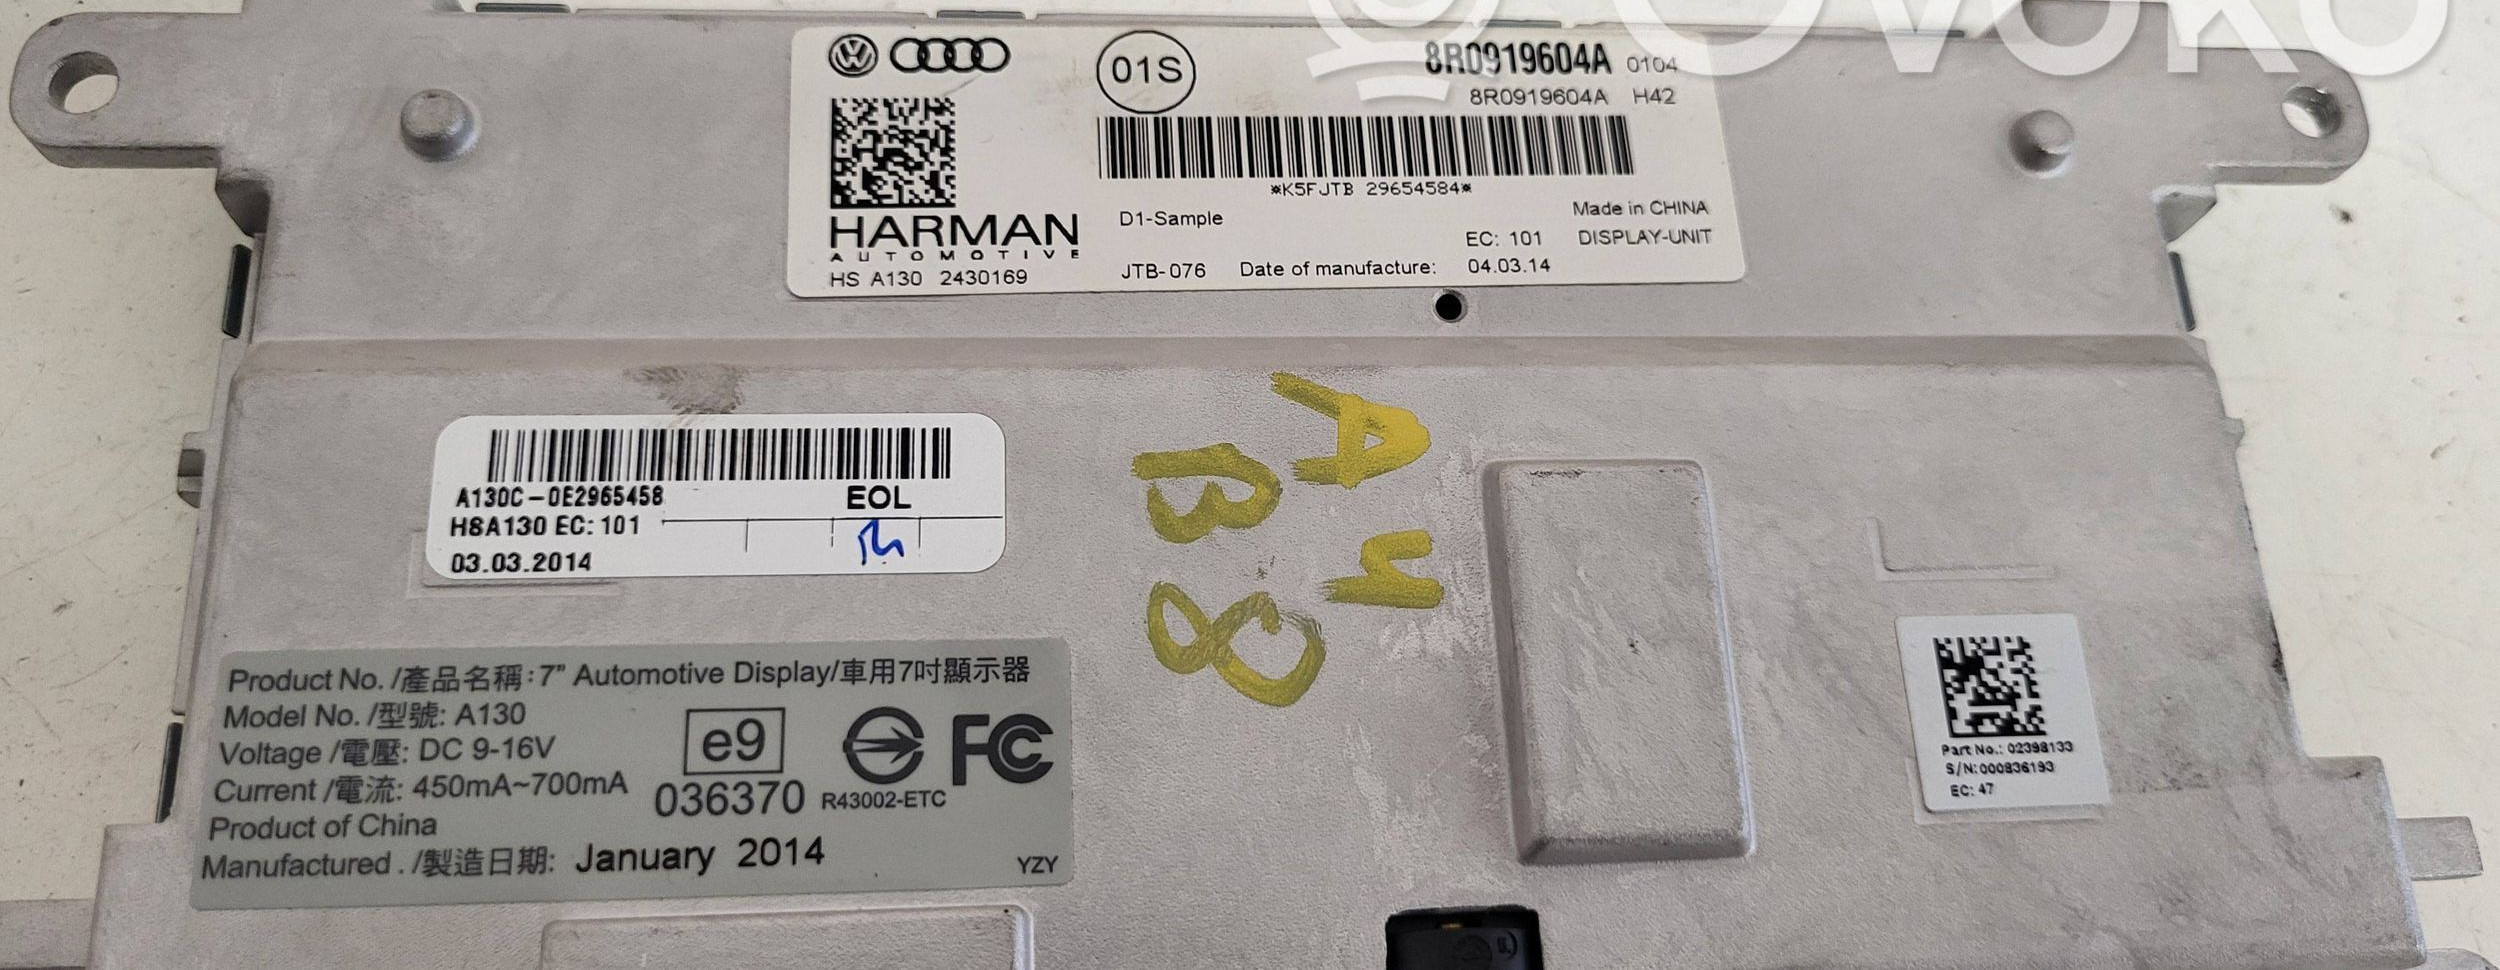 OVOKO
01S
8R0919604A 0104
8R0919604A H42
*K5FJTB 29654584*
HARMAN
AUTOMOTIVE
HS A130 2430169
D1-Sample
Made in CHINA
EC: 101 DISPLAY-UNIT
JTB-076 Date of manufacture: 04.03.14
A130C-0E2965458 EOL
H8A130 EC: 101
03.03.2014
A4
B8
Product No./產品名稱:7" Automotive Display/車用7吋顯示器
Model No./型號: A130
Voltage /電壓: DC 9-16V
Current /電流: 450mA~700mA
Product of China
Manufactured ./製造日期: January 2014
e9
036370
R43002-ETC
FC
YZY
Part No.: 02398133
S/N: 000836193
EC: 47